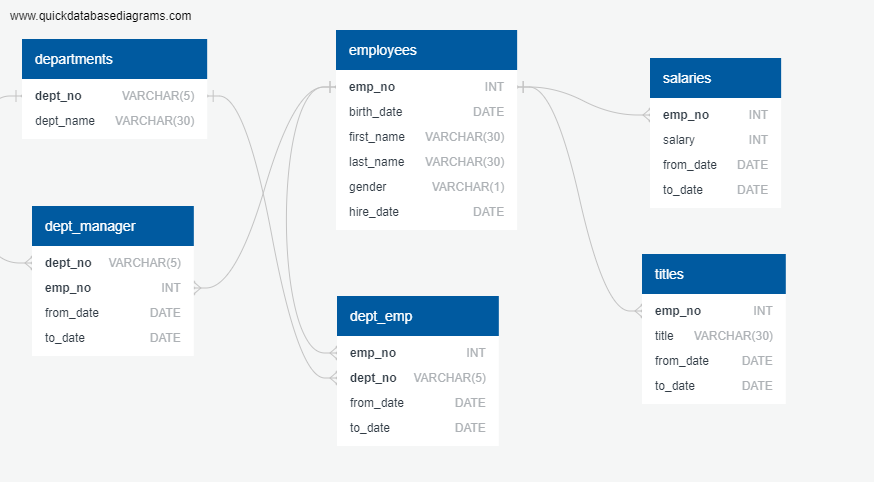 www.quickdatabasediagrams.com
departments
dept_no VARCHAR(5)
dept_name VARCHAR(30)
employees
emp_no INT
birth_date DATE
first_name VARCHAR(30)
last_name VARCHAR(30)
gender VARCHAR(1)
hire_date DATE
salaries
emp_no INT
salary INT
from_date DATE
to_date DATE
dept_manager
dept_no VARCHAR(5)
emp_no INT
from_date DATE
to_date DATE
dept_emp
emp_no INT
dept_no VARCHAR(5)
from_date DATE
to_date DATE
titles
emp_no INT
title VARCHAR(30)
from_date DATE
to_date DATE